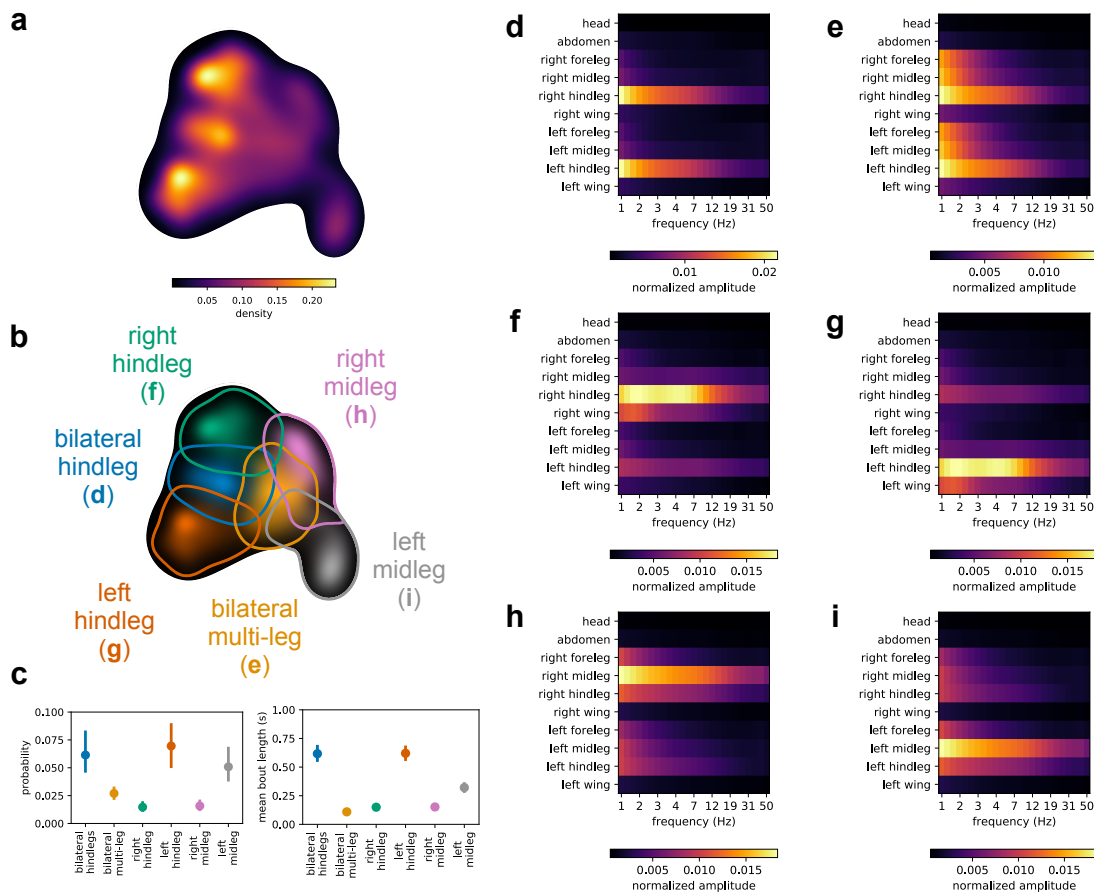 a
0.05 0.10 0.15 0.20
density
b
right
hindleg
(f)
right
midleg
(h)
bilateral
hindleg
(d)
left
hindleg
(g)
bilateral
multi-leg
(e)
left
midleg
(i)
c
0.100
0.075
0.050
0.025
0.000
probability
bilateral
hindlegs
bilateral
multi-leg
right
hindleg
left
hindleg
right
midleg
left
midleg
1.00
0.75
0.50
0.25
0.00
mean bout length (s)
bilateral
hindlegs
bilateral
multi-leg
right
hindleg
left
hindleg
right
midleg
left
midleg
d
head
abdomen
right foreleg
right midleg
right hindleg
right wing
left foreleg
left midleg
left hindleg
left wing
1 2 3 4 7 12 19 31 50
frequency (Hz)
0.01 0.02
normalized amplitude
e
head
abdomen
right foreleg
right midleg
right hindleg
right wing
left foreleg
left midleg
left hindleg
left wing
1 2 3 4 7 12 19 31 50
frequency (Hz)
0.005 0.010
normalized amplitude
f
head
abdomen
right foreleg
right midleg
right hindleg
right wing
left foreleg
left midleg
left hindleg
left wing
1 2 3 4 7 12 19 31 50
frequency (Hz)
0.005 0.010 0.015
normalized amplitude
g
head
abdomen
right foreleg
right midleg
right hindleg
right wing
left foreleg
left midleg
left hindleg
left wing
1 2 3 4 7 12 19 31 50
frequency (Hz)
0.005 0.010 0.015
normalized amplitude
h
head
abdomen
right foreleg
right midleg
right hindleg
right wing
left foreleg
left midleg
left hindleg
left wing
1 2 3 4 7 12 19 31 50
frequency (Hz)
0.005 0.010 0.015
normalized amplitude
i
head
abdomen
right foreleg
right midleg
right hindleg
right wing
left foreleg
left midleg
left hindleg
left wing
1 2 3 4 7 12 19 31 50
frequency (Hz)
0.005 0.010 0.015
normalized amplitude